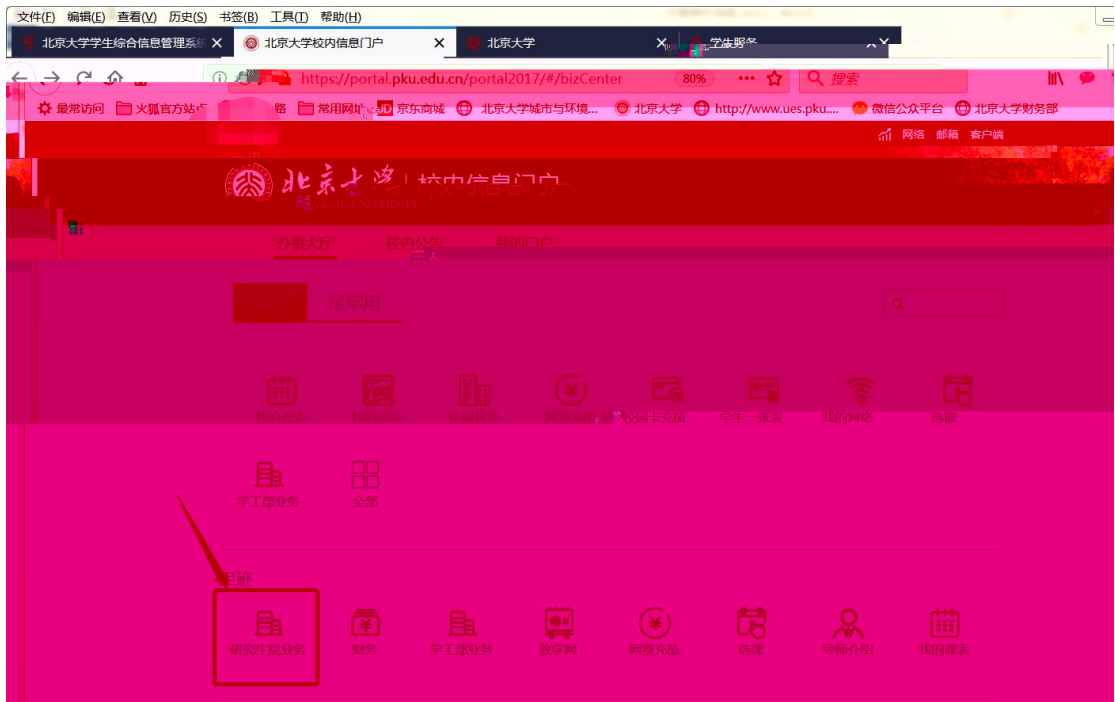 文件(F) 编辑(E) 查看(V) 历史(S) 书签(B) 工具(T) 帮助(H)
北京大学学生综合信息管理系统 北京大学校内信息门户 北京大学
https://portal.pku.edu.cn/portal2017/#/bizCenter 80% 搜索
最常访问 火狐官方站点 常用网址 JD 京东商城 北京大学城市与环境... 北京大学 http://www.ues.pku.... 微信公众平台 北京大学财务部
网络 邮箱 客户端
北京大学 校内信息门户
办事大厅 校内公告 我的门户
最常用
我的课表 我的成绩 空闲教室 网费充值 校园卡充值 学生一张表 我的网络 选课
学工部业务 全部
足迹
研究生院业务 财务 学工部业务 教学网 网费充值 选课 导师介绍 我的课表